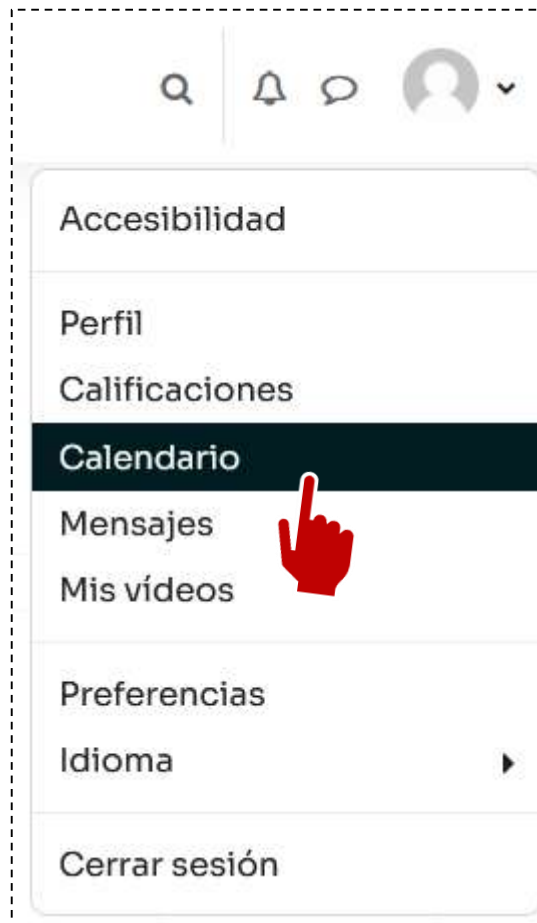 Accesibilidad
Perfil
Calificaciones
Calendario
Mensajes
Mis vídeos
Preferencias
Idioma
Cerrar sesión